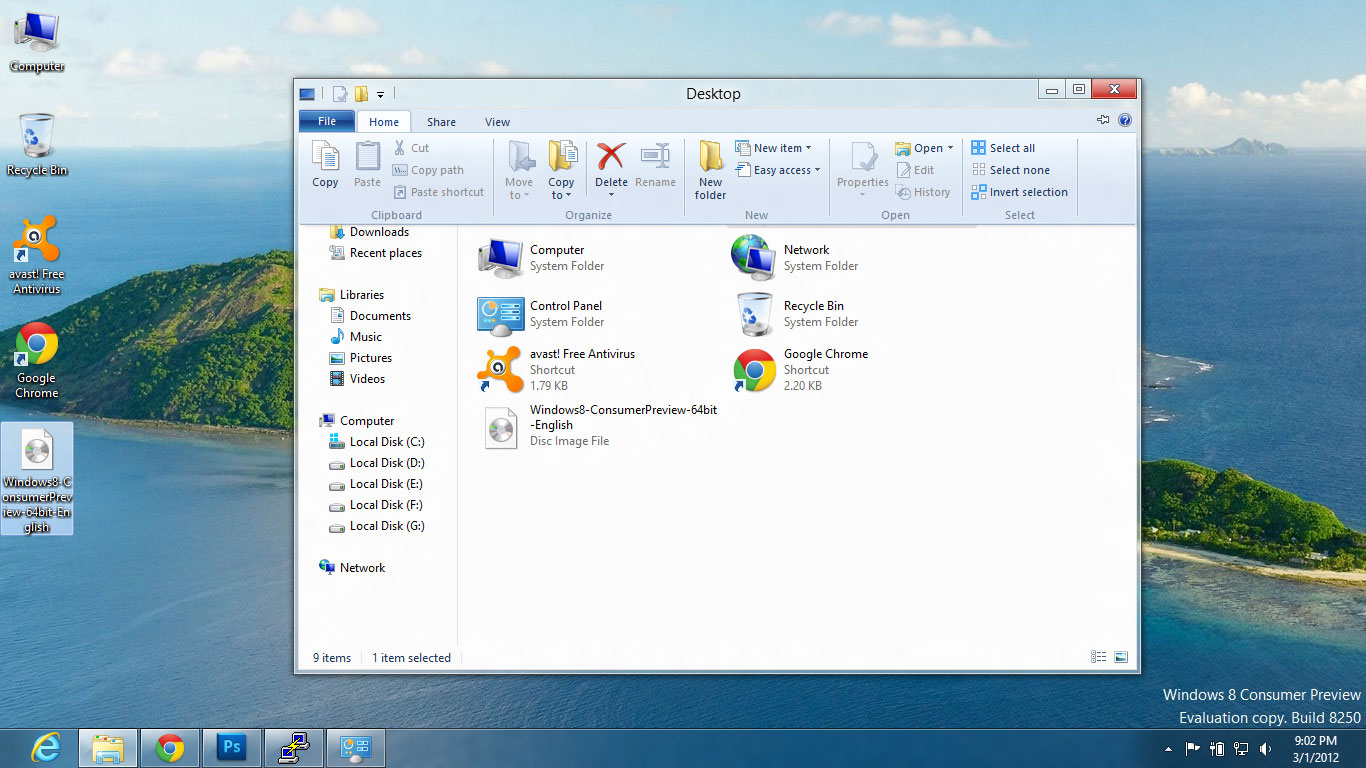 Computer
Recycle Bin
avast! Free
Antivirus
Google
Chrome
Windows8-C
onsumerPrev
iew-64bit-En
glish
Desktop
File
Home
Share
View
Copy
Paste
Cut
Copy path
Paste shortcut
Clipboard
Move
to
Copy
to
Delete
Rename
Organize
New
folder
New item
Easy access
New
Properties
Open
Edit
History
Open
Select all
Select none
Invert selection
Select
Downloads
Recent places
Libraries
Documents
Music
Pictures
Videos
Computer
Local Disk (C:)
Local Disk (D:)
Local Disk (E:)
Local Disk (F:)
Local Disk (G:)
Network
Computer
System Folder
Network
System Folder
Control Panel
System Folder
Recycle Bin
System Folder
avast! Free Antivirus
Shortcut
1.79 KB
Google Chrome
Shortcut
2.20 KB
Windows8-ConsumerPreview-64bit
-English
Disc Image File
9 items
1 item selected
Windows 8 Consumer Preview
Evaluation copy. Build 8250
Ps
9:02 PM
3/1/2012